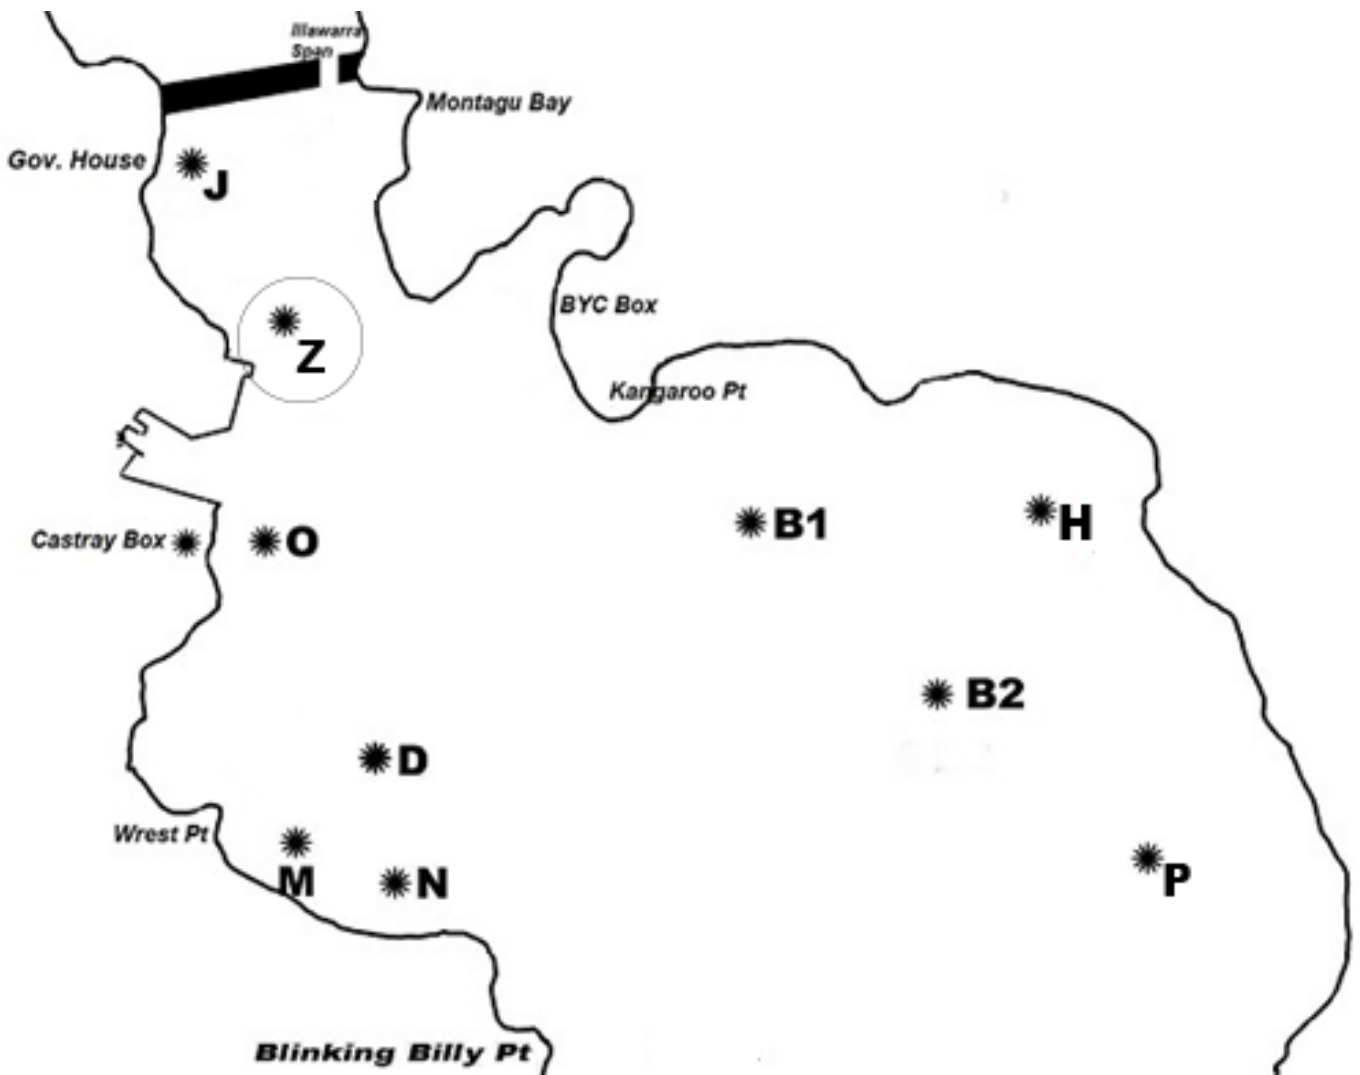 Illawarra
Span
Montagu Bay
Gov. House
J
BYC Box
Z
Kangaroo Pt
Castray Box
O
B1
H
B2
D
Wrest Pt
M
N
P
Blinking Billy Pt